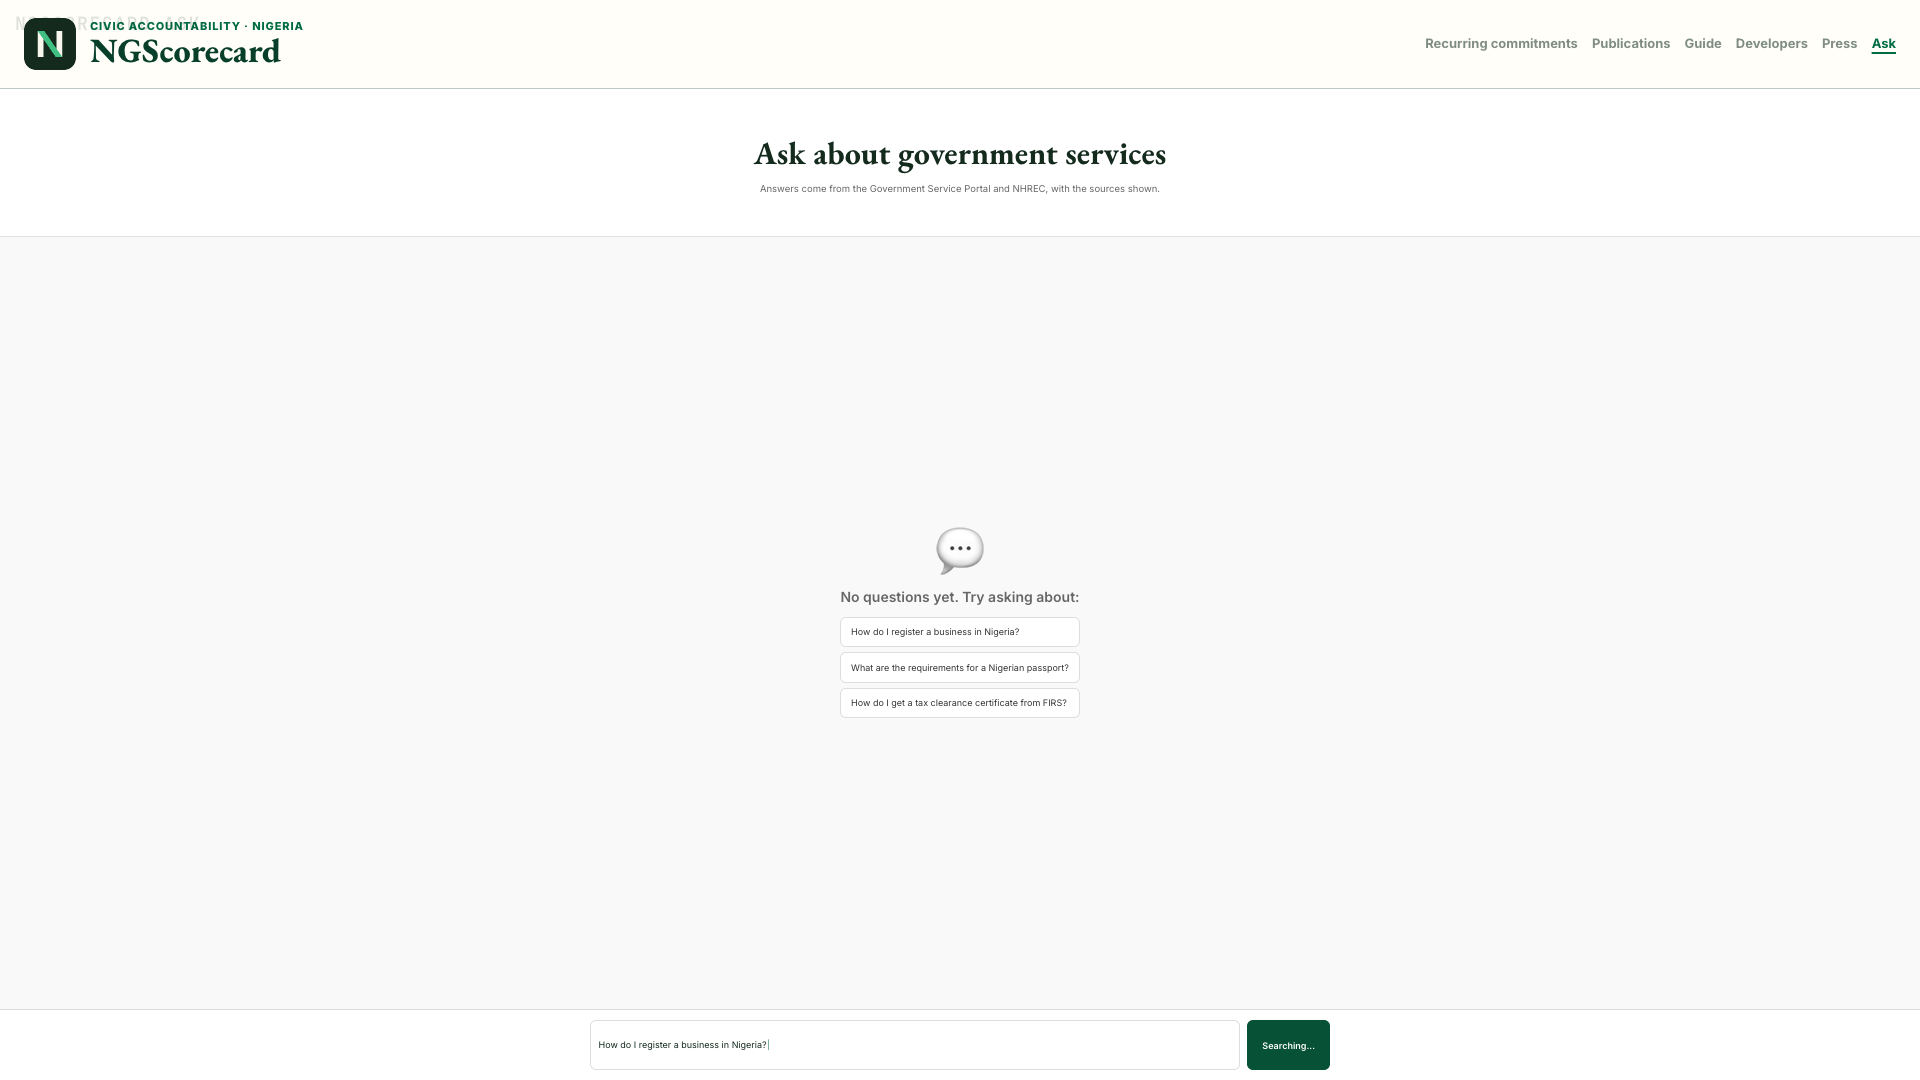 CIVIC ACCOUNTABILITY · NIGERIA
NGScorecard
Recurring commitments
Publications
Guide
Developers
Press
Ask
Ask about government services
Answers come from the Government Service Portal and NHREC, with the sources shown.
No questions yet. Try asking about:
How do I register a business in Nigeria?
What are the requirements for a Nigerian passport?
How do I get a tax clearance certificate from FIRS?
How do I register a business in Nigeria?
Searching...